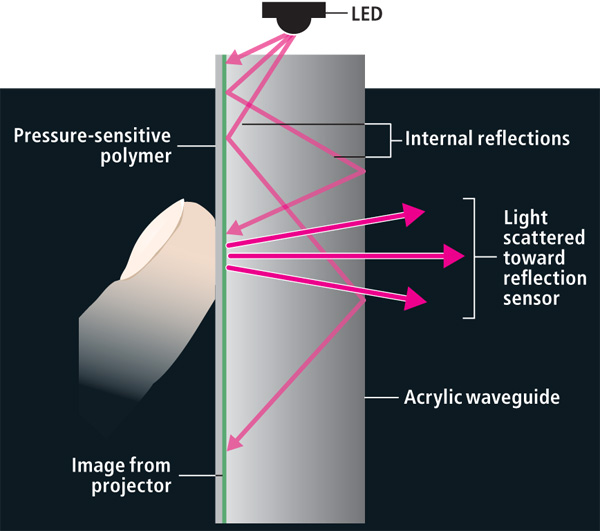 LED
Pressure-sensitive
polymer
Internal reflections
Light
scattered
toward
reflection
sensor
Acrylic waveguide
Image from
projector